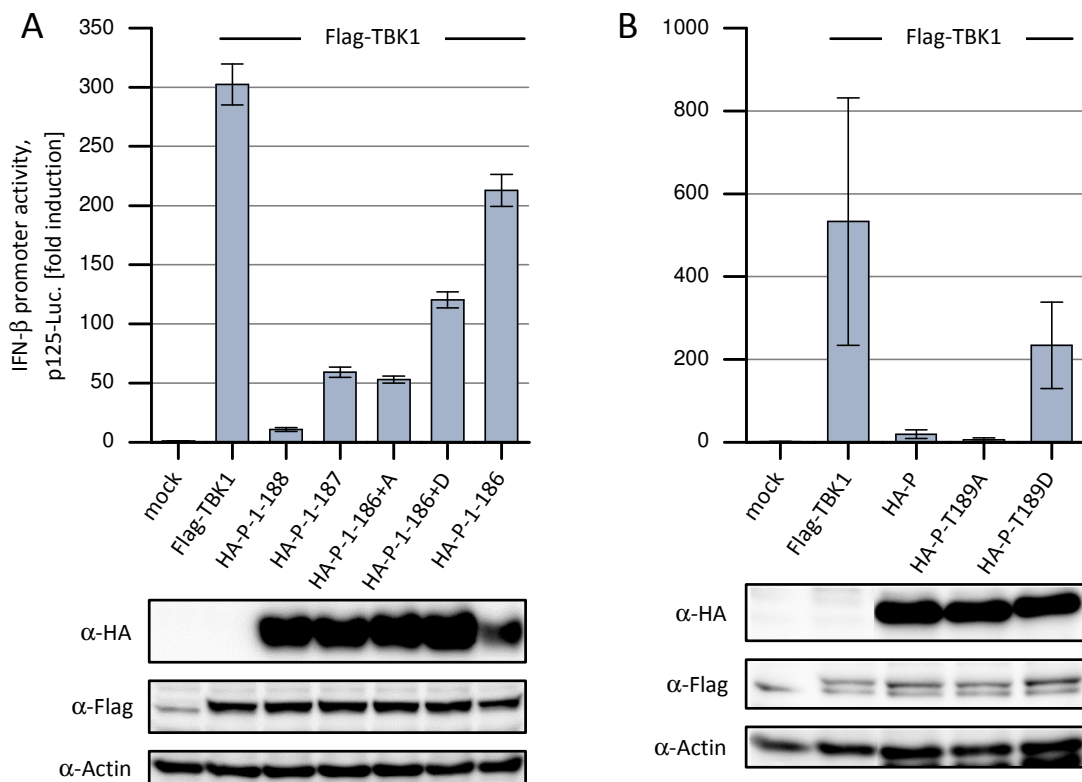 A
Flag-TBK1
IFN-β promoter activity,
p125-Luc. [fold induction]
350
300
250
200
150
100
50
0
mock
Flag-TBK1
HA-P-1-188
HA-P-1-187
HA-P-1-186+A
HA-P-1-186+D
HA-P-1-186
α-HA
α-Flag
α-Actin
B
Flag-TBK1
1000
800
600
400
200
0
mock
Flag-TBK1
HA-P
HA-P-T189A
HA-P-T189D
α-HA
α-Flag
α-Actin